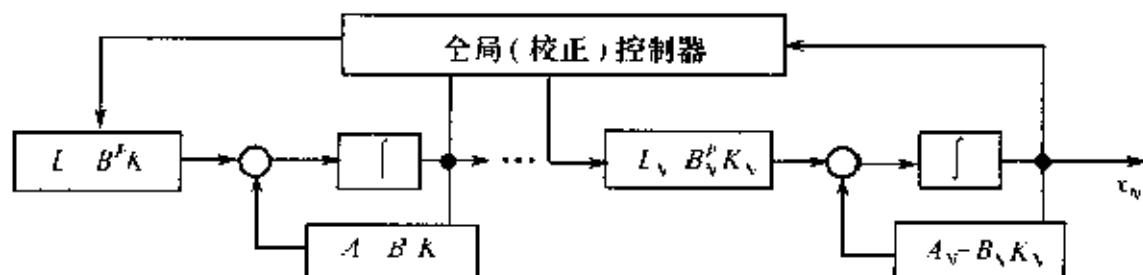 全局(校正)控制器
L B^P K
∫
…
L_N B_N^P K_N
∫
x_N
A B K
A_N-B_N K_N